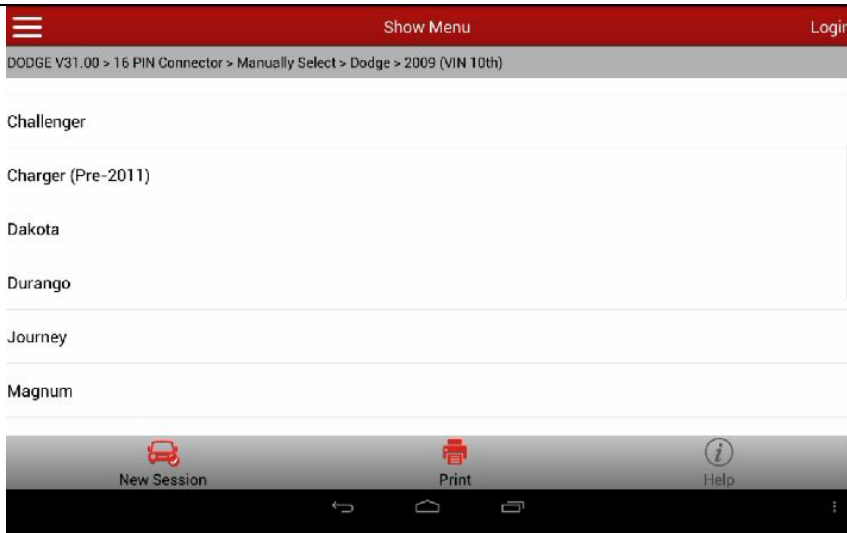 Show Menu
Login
DODGE V31.00 > 16 PIN Connector > Manually Select > Dodge > 2009 (VIN 10th)
Challenger
Charger (Pre-2011)
Dakota
Durango
Journey
Magnum
New Session
Print
Help